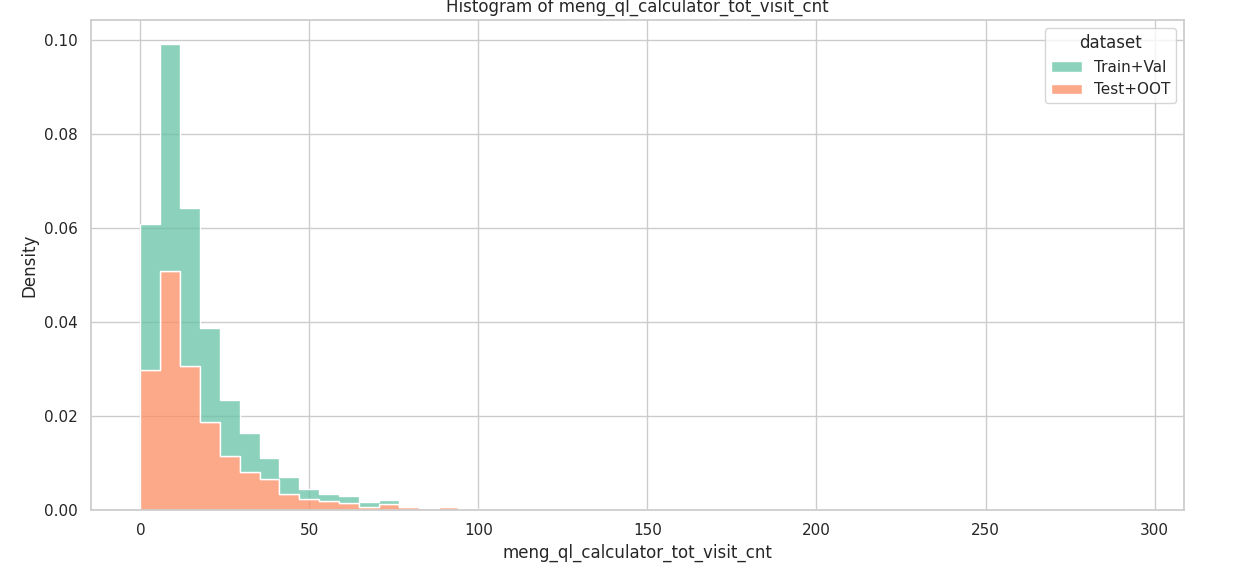 Histogram of meng_ql_calculator_tot_visit_cnt
dataset
Train+Val
Test+OOT
0.10
0.08
0.06
0.04
0.02
0.00
Density
0 50 100 150 200 250 300
meng_ql_calculator_tot_visit_cnt